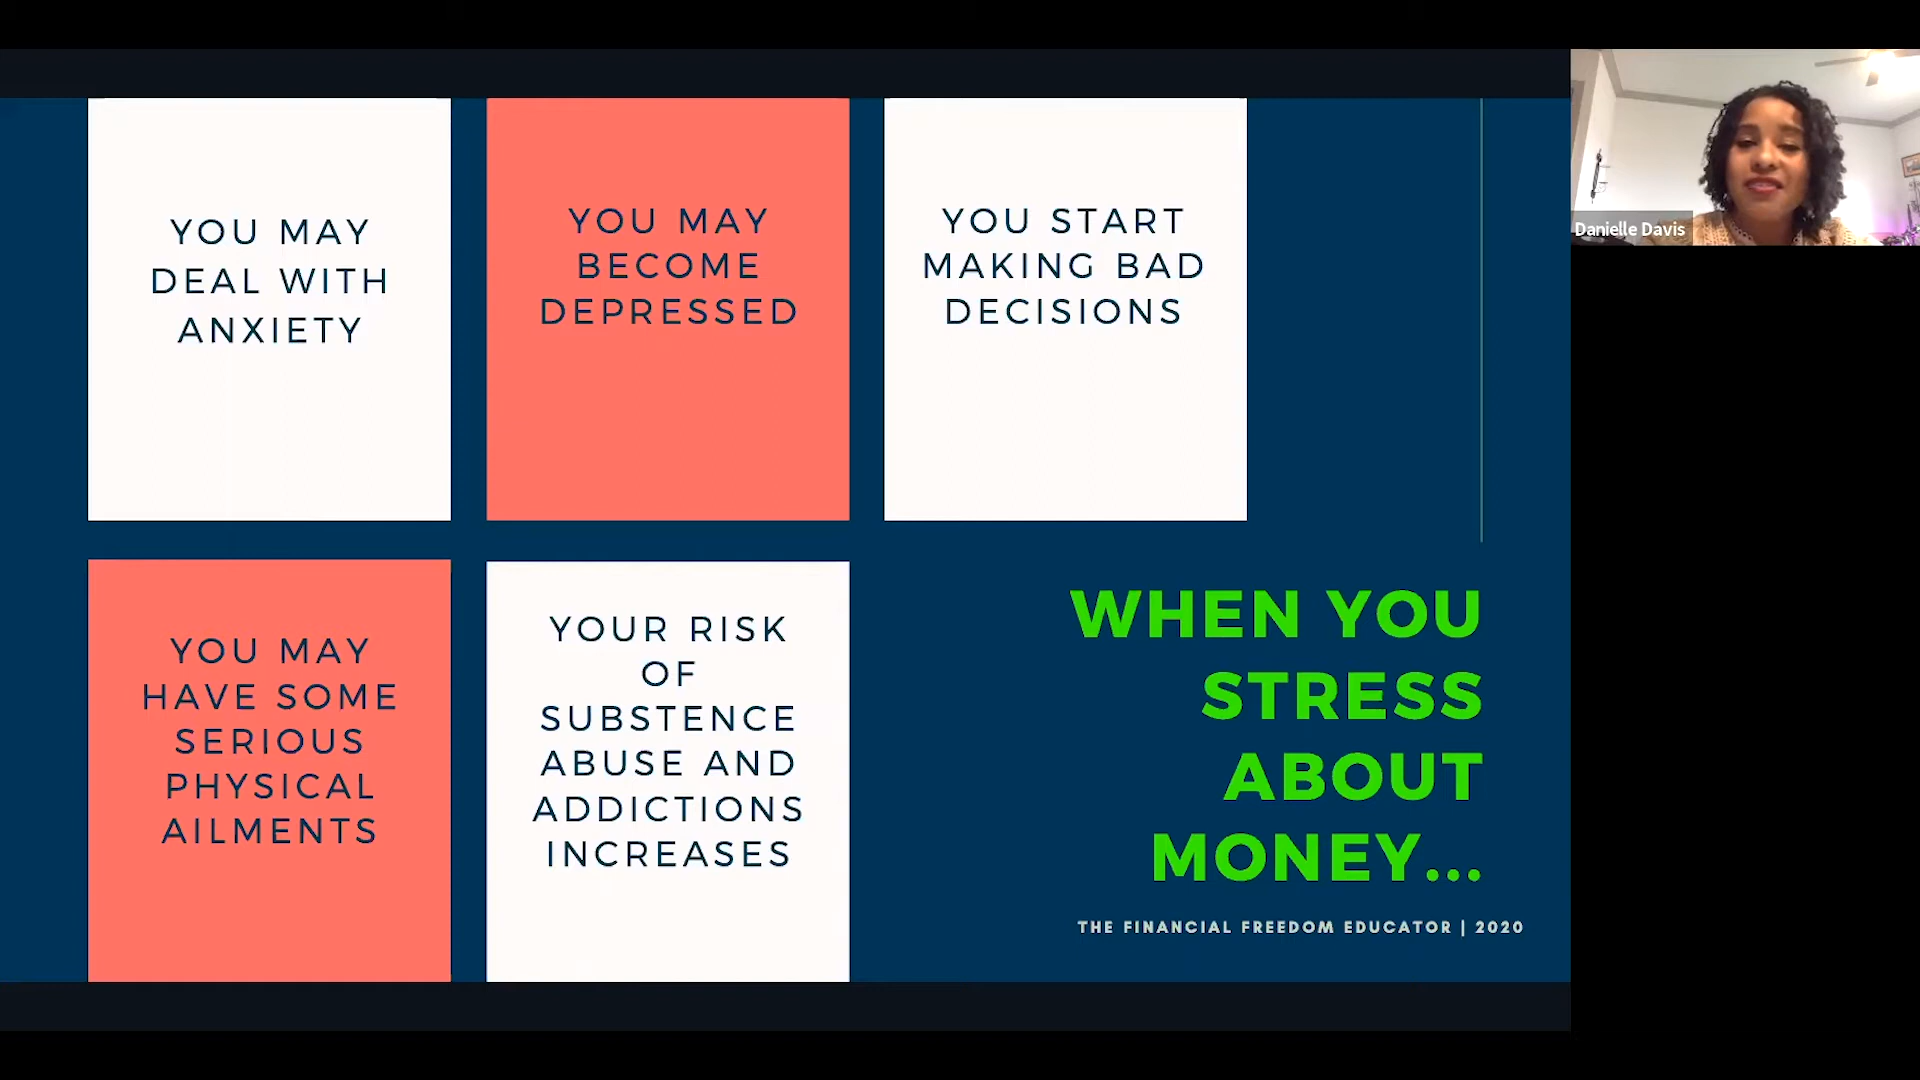 YOU MAY
DEAL WITH
ANXIETY
YOU MAY
BECOME
DEPRESSED
YOU START
MAKING BAD
DECISIONS
YOU MAY
HAVE SOME
SERIOUS
PHYSICAL
AILMENTS
YOUR RISK
OF
SUBSTENCE
ABUSE AND
ADDICTIONS
INCREASES
WHEN YOU
STRESS
ABOUT
MONEY...
THE FINANCIAL FREEDOM EDUCATOR | 2020
Danielle Davis